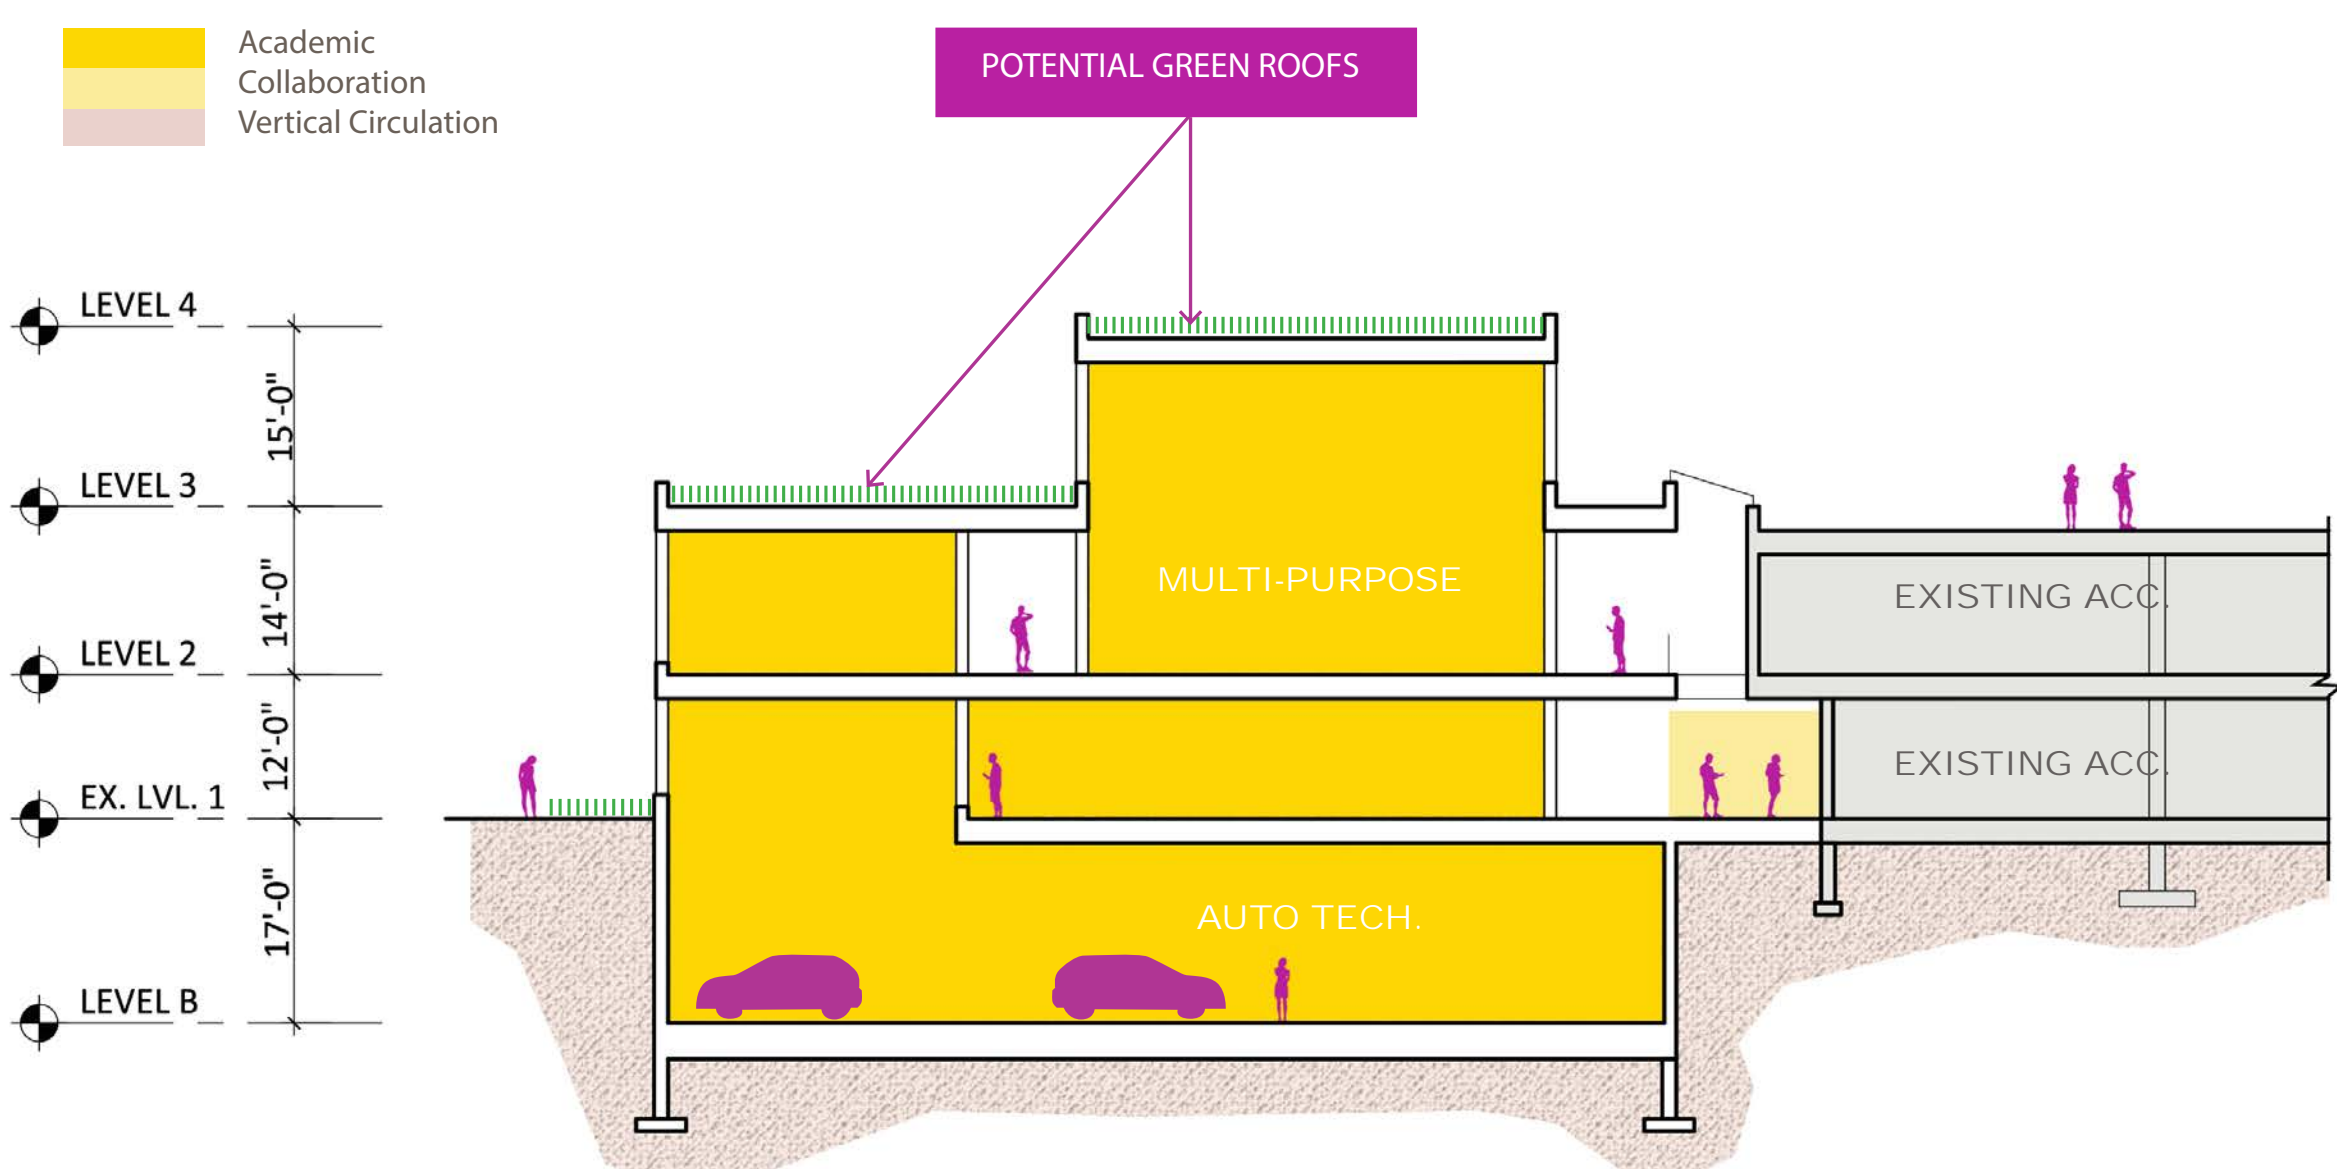 Academic
Collaboration
Vertical Circulation
POTENTIAL GREEN ROOFS
LEVEL 4
15'-0"
LEVEL 3
14'-0"
LEVEL 2
12'-0"
EX. LVL. 1
17'-0"
LEVEL B
MULTI-PURPOSE
EXISTING ACC.
EXISTING ACC.
AUTO TECH.